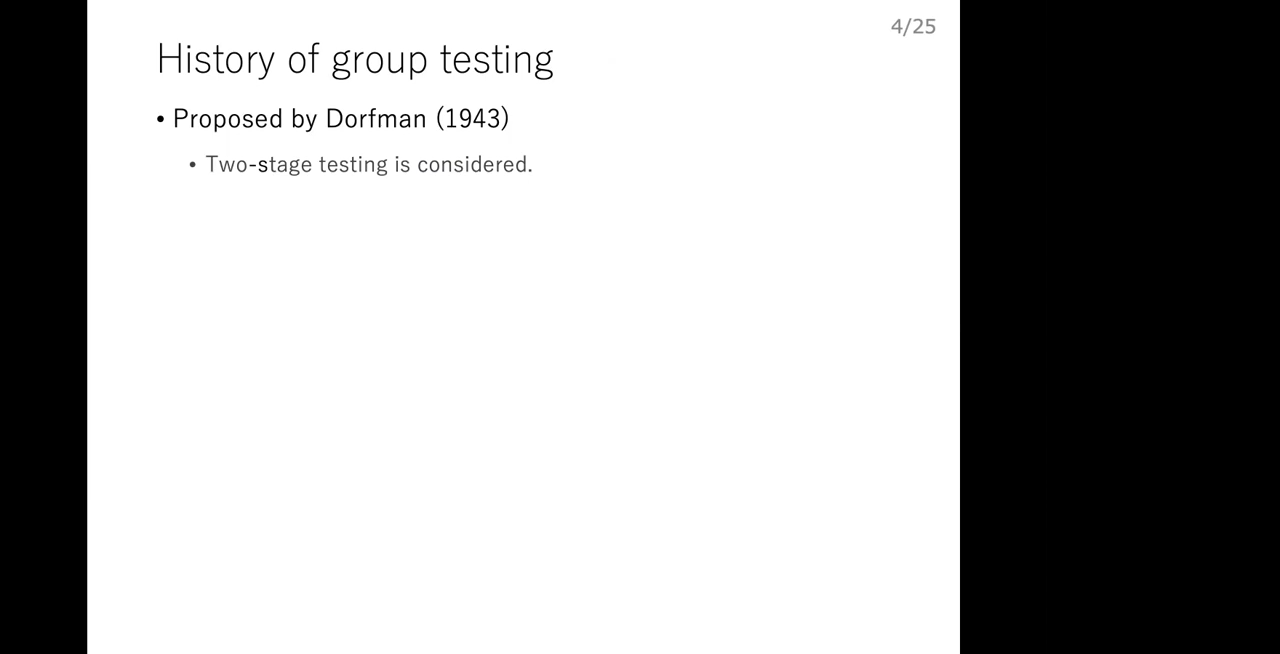 4/25
History of group testing
• Proposed by Dorfman (1943)
• Two-stage testing is considered.